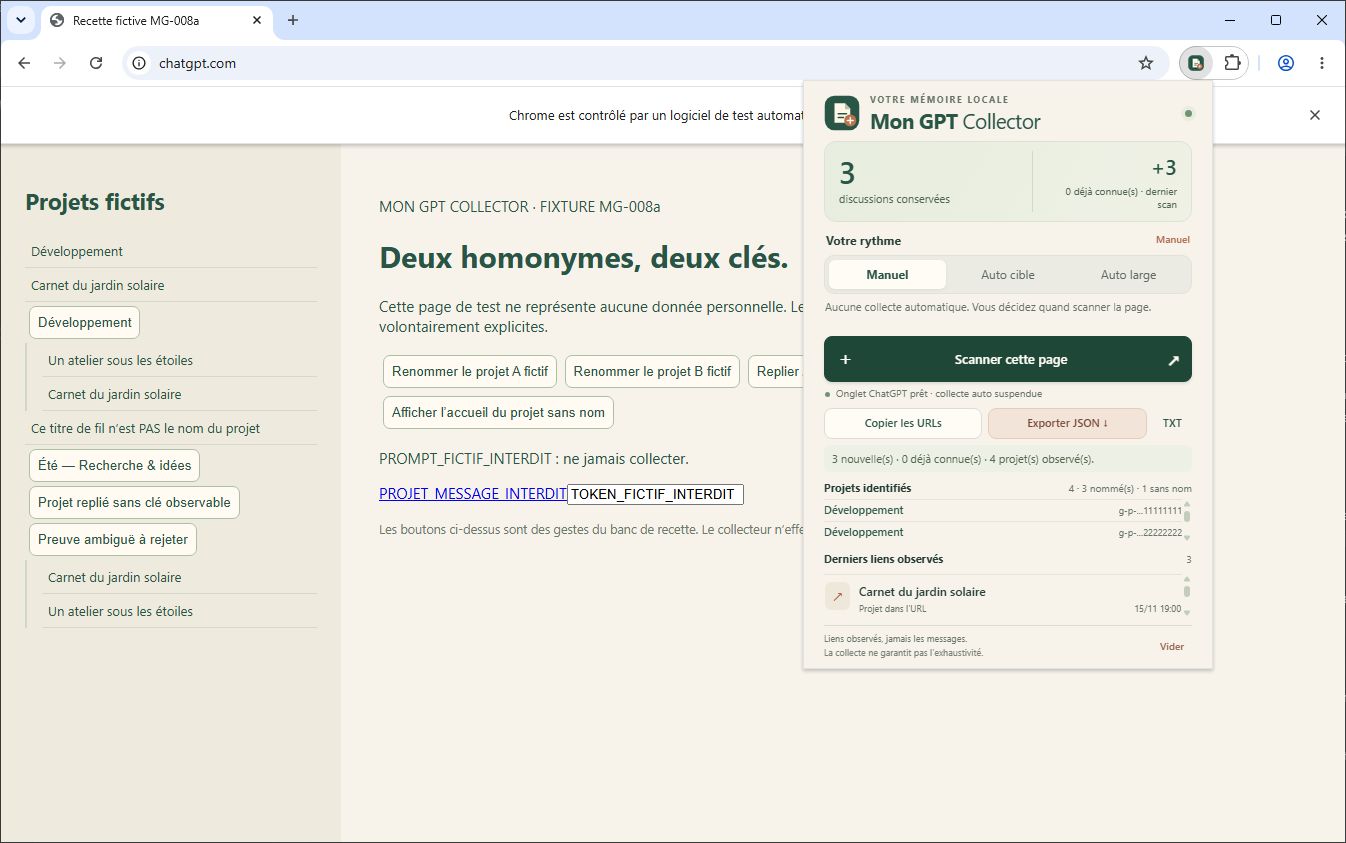 Recette fictive MG-008a
chatgpt.com
Chrome est contrôlé par un logiciel de test automat
Projets fictifs
Développement
Carnet du jardin solaire
Développement
Un atelier sous les étoiles
Carnet du jardin solaire
Ce titre de fil n’est PAS le nom du projet
Été — Recherche & idées
Projet replié sans clé observable
Preuve ambiguë à rejeter
Carnet du jardin solaire
Un atelier sous les étoiles
MON GPT COLLECTOR · FIXTURE MG-008a
Deux homonymes, deux clés.
Cette page de test ne représente aucune donnée personnelle. Le
volontairement explicites.
Renommer le projet A fictif
Renommer le projet B fictif
Replier
Afficher l’accueil du projet sans nom
PROMPT_FICTIF_INTERDIT : ne jamais collecter.
PROJET_MESSAGE_INTERDIT TOKEN_FICTIF_INTERDIT
Les boutons ci-dessus sont des gestes du banc de recette. Le collecteur n’effe
VOTRE MÉMOIRE LOCALE
Mon GPT Collector
3
discussions conservées
+3
0 déjà connue(s) · dernier
scan
Votre rythme
Manuel
Manuel
Auto cible
Auto large
Aucune collecte automatique. Vous décidez quand scanner la page.
+ Scanner cette page ↗
Onglet ChatGPT prêt · collecte auto suspendue
Copier les URLs
Exporter JSON ↓
TXT
3 nouvelle(s) · 0 déjà connue(s) · 4 projet(s) observé(s).
Projets identifiés
4 · 3 nommé(s) · 1 sans nom
Développement
g-p-…11111111
Développement
g-p-…22222222
Derniers liens observés
3
↗ Carnet du jardin solaire
Projet dans l’URL
15/11 19:00
Liens observés, jamais les messages.
La collecte ne garantit pas l’exhaustivité.
Vider